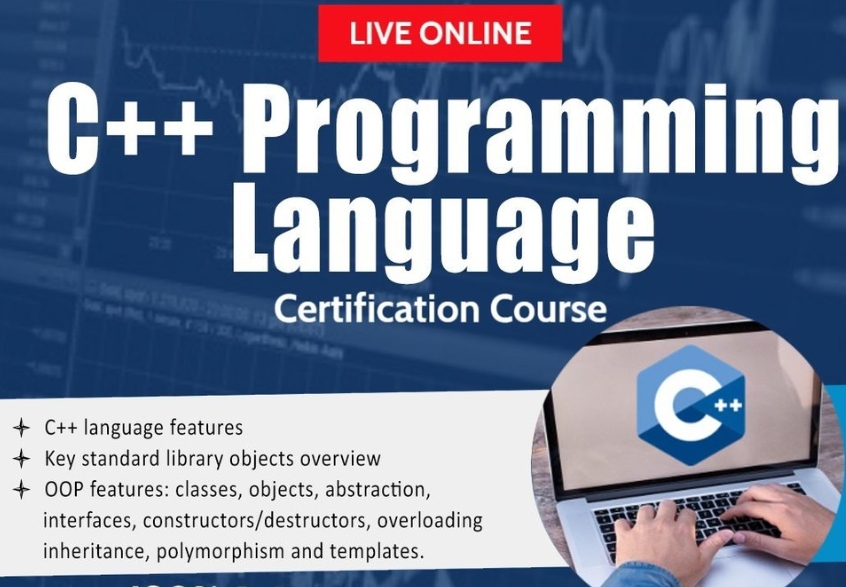 LIVE ONLINE
C++ Programming
Language
Certification Course
C++
C++ language features
Key standard library objects overview
OOP features: classes, objects, abstraction,
interfaces, constructors/destructors, overloading
inheritance, polymorphism and templates.